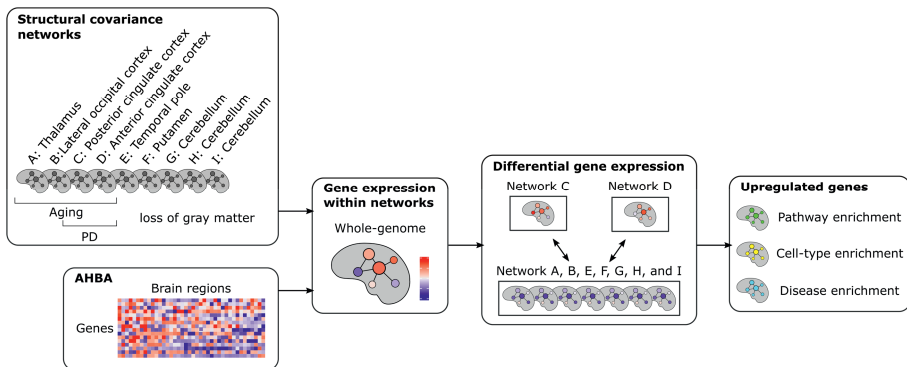 Structural covariance
networks
A: Thalamus
B:Lateral occipital cortex
C: Posterior cingulate cortex
D: Anterior cingulate cortex
E: Temporal pole
F: Putamen
G: Cerebellum
H: Cerebellum
I: Cerebellum
Aging
loss of gray matter
PD
AHBA
Brain regions
Genes
Gene expression
within networks
Whole-genome
Differential gene expression
Network C
Network D
Network A, B, E, F, G, H, and I
Upregulated genes
Pathway enrichment
Cell-type enrichment
Disease enrichment